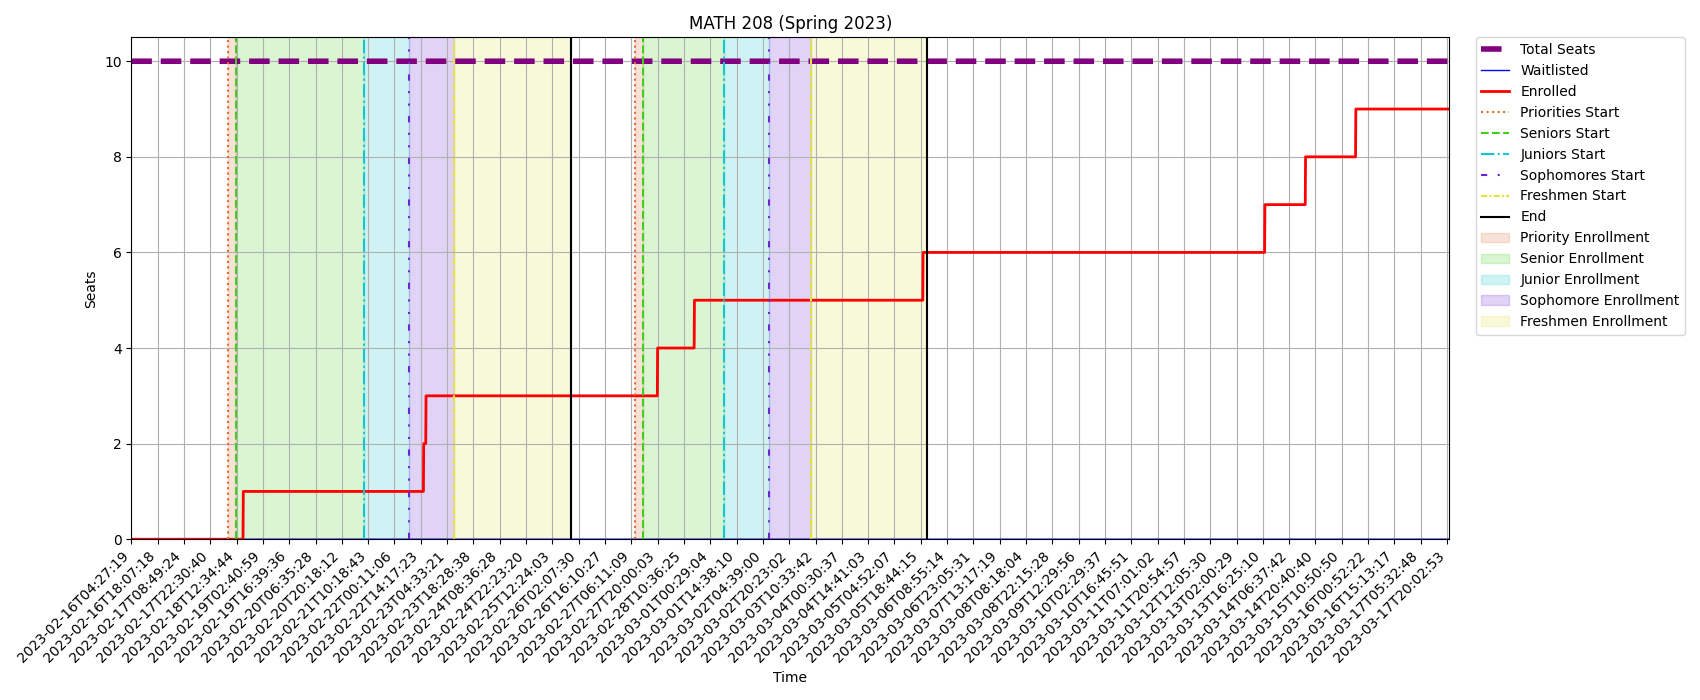 MATH 208 (Spring 2023)
10
8
6
4
2
0
Seats
2023-02-16T04:27:19
2023-02-16T18:07:18
2023-02-17T08:49:24
2023-02-17T22:30:40
2023-02-18T12:34:44
2023-02-19T02:40:59
2023-02-19T16:39:36
2023-02-20T06:35:28
2023-02-20T20:18:12
2023-02-21T10:18:43
2023-02-22T00:11:06
2023-02-22T14:17:23
2023-02-23T04:33:21
2023-02-23T18:28:38
2023-02-24T08:36:28
2023-02-24T22:23:20
2023-02-25T12:24:03
2023-02-26T02:07:30
2023-02-26T16:10:27
2023-02-27T06:11:09
2023-02-27T20:00:03
2023-02-28T10:36:25
2023-03-01T00:29:04
2023-03-01T14:38:10
2023-03-02T04:39:00
2023-03-02T20:23:02
2023-03-03T10:33:42
2023-03-04T00:30:37
2023-03-04T14:41:03
2023-03-05T04:52:07
2023-03-05T18:44:15
2023-03-06T08:55:14
2023-03-06T23:05:31
2023-03-07T13:17:19
2023-03-08T08:18:04
2023-03-08T22:15:28
2023-03-09T12:29:56
2023-03-10T02:29:37
2023-03-10T16:45:51
2023-03-11T07:01:02
2023-03-11T20:54:57
2023-03-12T12:05:30
2023-03-13T02:00:29
2023-03-13T16:25:10
2023-03-14T06:37:42
2023-03-14T20:40:40
2023-03-15T10:50:50
2023-03-16T00:52:22
2023-03-16T15:13:17
2023-03-17T05:32:48
2023-03-17T20:02:53
Time
Total Seats
Waitlisted
Enrolled
Priorities Start
Seniors Start
Juniors Start
Sophomores Start
Freshmen Start
End
Priority Enrollment
Senior Enrollment
Junior Enrollment
Sophomore Enrollment
Freshmen Enrollment